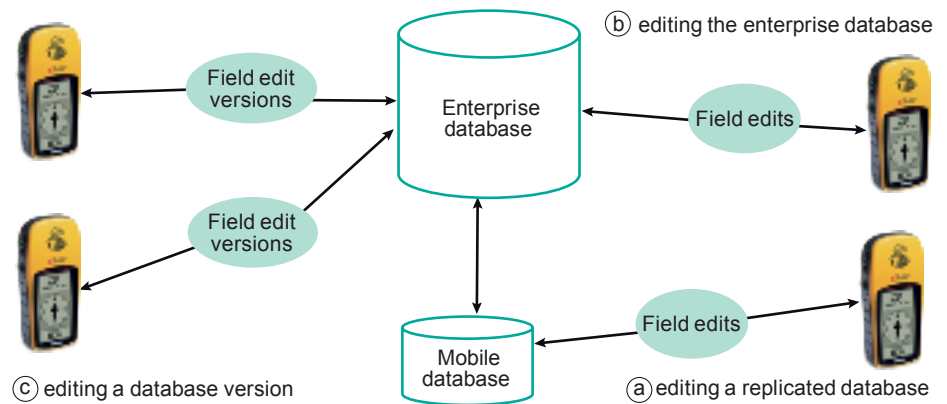 ⓑ editing the enterprise database
Field edit
versions
Enterprise
database
Field edits
Field edit
versions
Field edits
Mobile
database
ⓒ editing a database version
ⓐ editing a replicated database